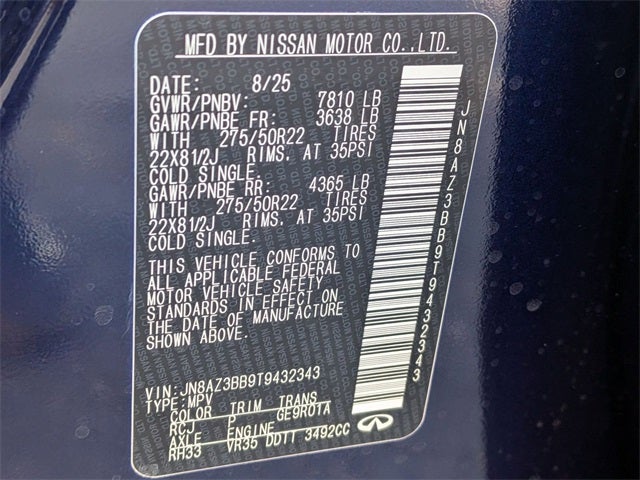 MFD BY NISSAN MOTOR CO.,LTD.
DATE: 8/25
GVWR/PNBV: 7810 LB
GAWR/PNBE FR: 3638 LB
WITH 275/50R22 TIRES
22X81/2J RIMS. AT 35PSI
COLD SINGLE.
GAWR/PNBE RR: 4365 LB
WITH 275/50R22 TIRES
22X81/2J RIMS. AT 35PSI
COLD SINGLE.
THIS VEHICLE CONFORMS TO
ALL APPLICABLE FEDERAL
MOTOR VEHICLE SAFETY
STANDARDS IN EFFECT ON
THE DATE OF MANUFACTURE
SHOWN ABOVE.
VIN: JN8AZ3BB9T9432343
TYPE: MPV
COLOR TRIM TRANS
RCJ P GE9R01A
AXLE ENGINE
RH33 VR35 DDTT 3492CC
INFINITI
JN8AZ3BB9T9432343